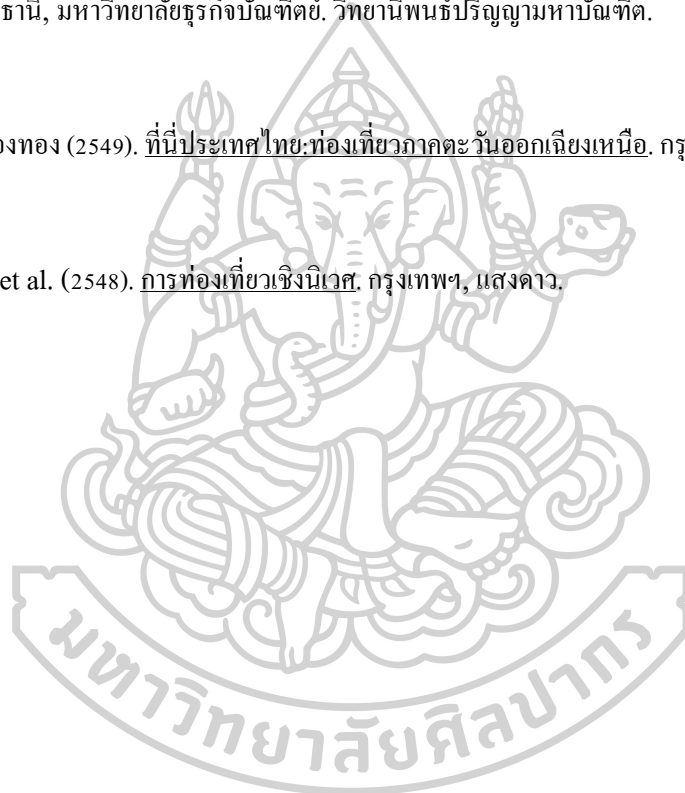 ธานี, มหาวิทยาลัยธุรกิจบัณฑิตย์. วิทยานิพนธ์ปริญญามหาบัณฑิต.
องทอง (2549). ที่นี่ประเทศไทย:ท่องเที่ยวภาคตะวันออกเฉียงเหนือ. กรุ
et al. (2548). การท่องเที่ยวเชิงนิเวศ. กรุงเทพฯ, แสงดาว.
มหาวิทยาลัยศิลปากร